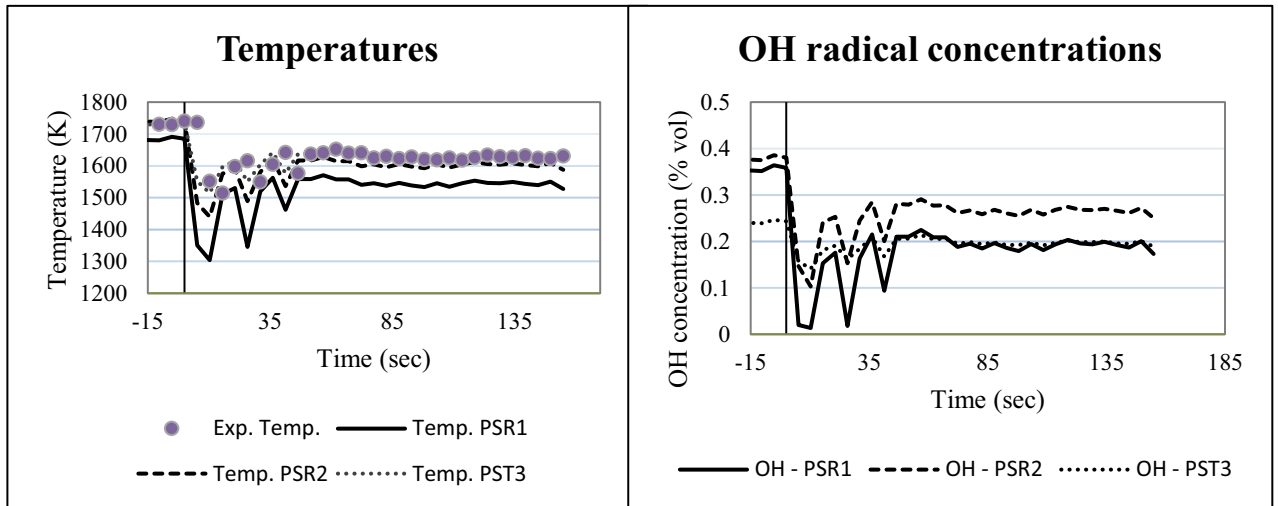 Temperatures
Temperature (K)
1800
1700
1600
1500
1400
1300
1200
-15 35 85 135
Time (sec)
Exp. Temp. Temp. PSR1
Temp. PSR2 Temp. PST3
OH radical concentrations
OH concentration (% vol)
0.5
0.4
0.3
0.2
0.1
0
-15 35 85 135 185
Time (sec)
OH - PSR1 OH - PSR2 OH - PST3